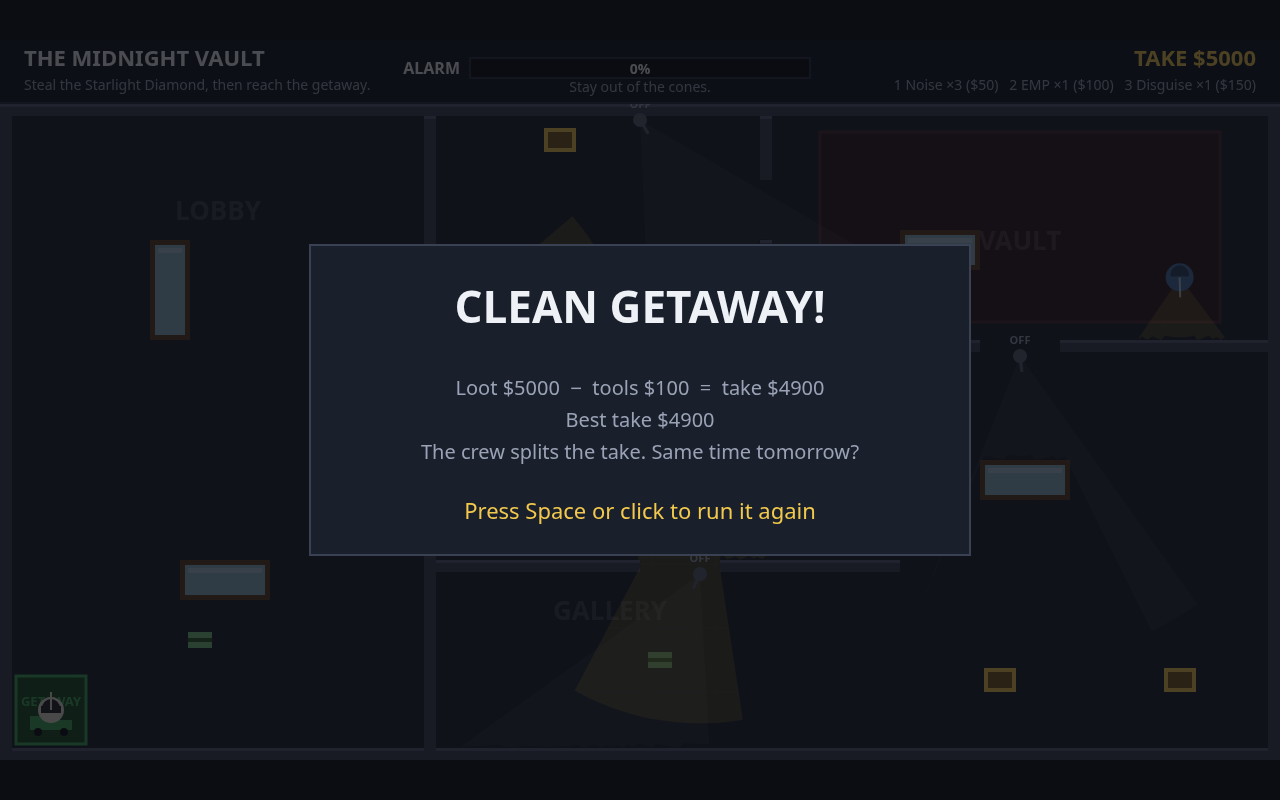 THE MIDNIGHT VAULT
Steal the Starlight Diamond, then reach the getaway.
ALARM
0%
Stay out of the cones.
TAKE $5000
1 Noise ×3 ($50) 2 EMP ×1 ($100) 3 Disguise ×1 ($150)
OFF
LOBBY
VAULT
OFF
CLEAN GETAWAY!
Loot $5000 − tools $100 = take $4900
Best take $4900
The crew splits the take. Same time tomorrow?
Press Space or click to run it again
OFF
GALLERY